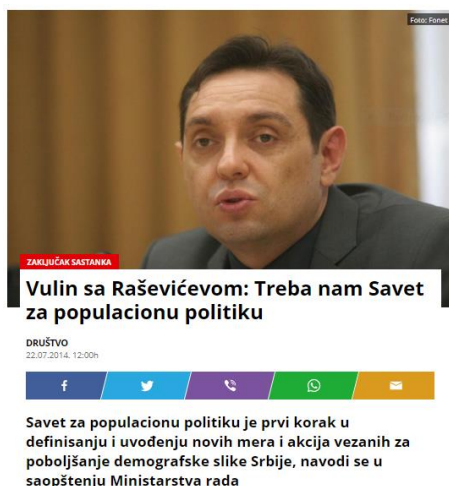 Foto: Fonet
ZAKLJUČAK SASTANKA
Vulin sa Raševićevom: Treba nam Savet
za populacionu politiku
DRUŠTVO
22.07.2014. 12:00h
Savet za populacionu politiku je prvi korak u
definisanju i uvođenju novih mera i akcija vezanih za
poboljšanje demografske slike Srbije, navodi se u
saopštenju Ministarstva rada